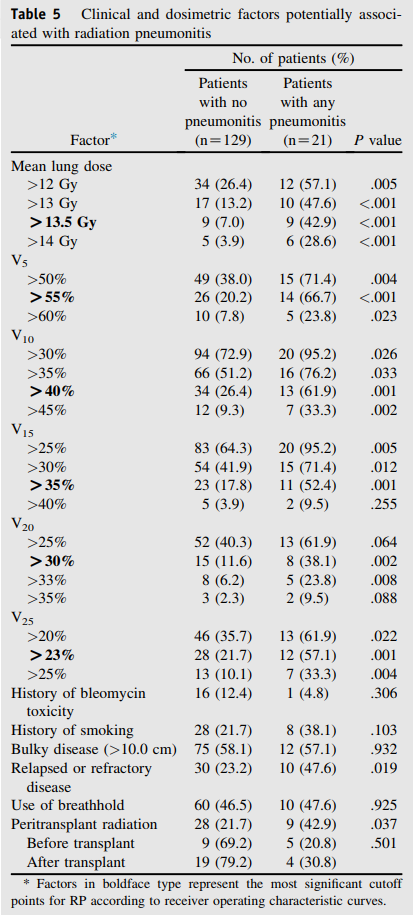 Table 5 Clinical and dosimetric factors potentially associ-
ated with radiation pneumonitis
No. of patients (%)
Patients Patients
with no with any
pneumonitis pneumonitis
Factor* (n=129) (n=21) P value
Mean lung dose
>12 Gy 34 (26.4) 12 (57.1) .005
>13 Gy 17 (13.2) 10 (47.6) <.001
>13.5 Gy 9 (7.0) 9 (42.9) <.001
>14 Gy 5 (3.9) 6 (28.6) <.001
V5
>50% 49 (38.0) 15 (71.4) .004
>55% 26 (20.2) 14 (66.7) <.001
>60% 10 (7.8) 5 (23.8) .023
V10
>30% 94 (72.9) 20 (95.2) .026
>35% 66 (51.2) 16 (76.2) .033
>40% 34 (26.4) 13 (61.9) .001
>45% 12 (9.3) 7 (33.3) .002
V15
>25% 83 (64.3) 20 (95.2) .005
>30% 54 (41.9) 15 (71.4) .012
>35% 23 (17.8) 11 (52.4) .001
>40% 5 (3.9) 2 (9.5) .255
V20
>25% 52 (40.3) 13 (61.9) .064
>30% 15 (11.6) 8 (38.1) .002
>33% 8 (6.2) 5 (23.8) .008
>35% 3 (2.3) 2 (9.5) .088
V25
>20% 46 (35.7) 13 (61.9) .022
>23% 28 (21.7) 12 (57.1) .001
>25% 13 (10.1) 7 (33.3) .004
History of bleomycin 16 (12.4) 1 (4.8) .306
toxicity
History of smoking 28 (21.7) 8 (38.1) .103
Bulky disease (>10.0 cm) 75 (58.1) 12 (57.1) .932
Relapsed or refractory 30 (23.2) 10 (47.6) .019
disease
Use of breathhold 60 (46.5) 10 (47.6) .925
Peritransplant radiation 28 (21.7) 9 (42.9) .037
Before transplant 9 (69.2) 5 (20.8) .501
After transplant 19 (79.2) 4 (30.8)
* Factors in boldface type represent the most significant cutoff
points for RP according to receiver operating characteristic curves.